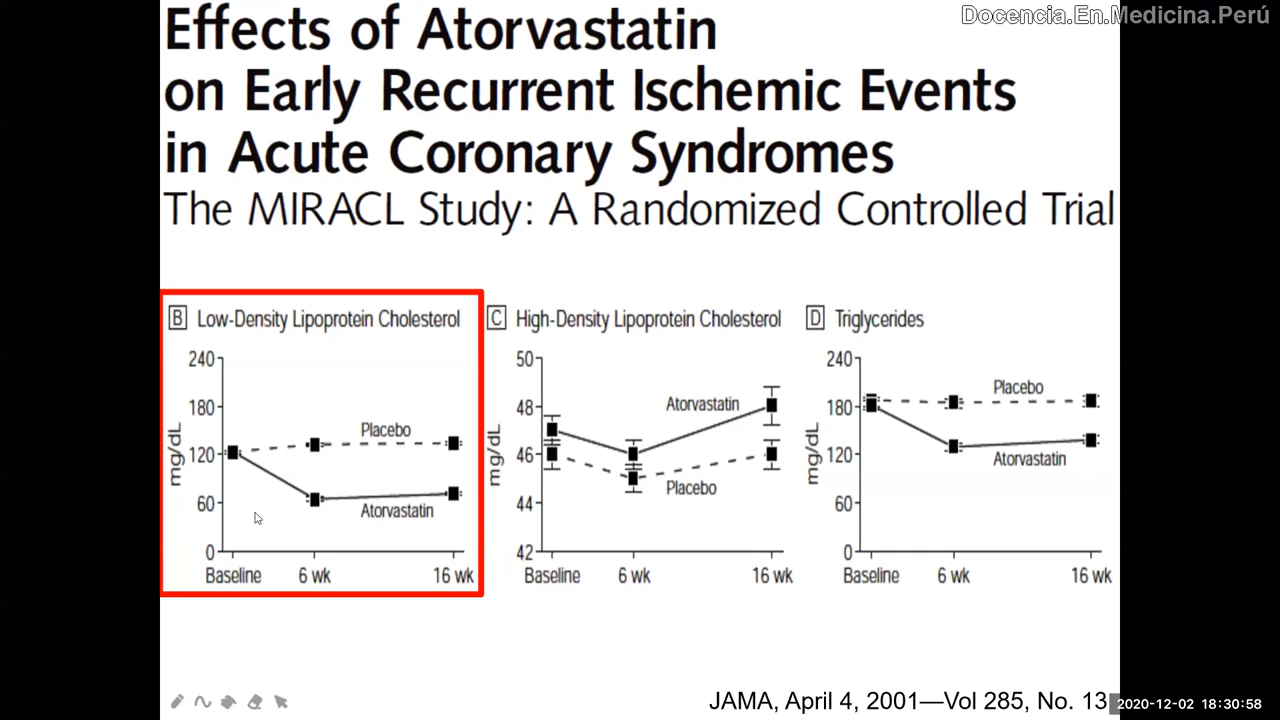 Docencia.En.Medicina.Perú
Effects of Atorvastatin
on Early Recurrent Ischemic Events
in Acute Coronary Syndromes
The MIRACL Study: A Randomized Controlled Trial
B Low-Density Lipoprotein Cholesterol
240
180
120
60
0
mg/dL
Placebo
Atorvastatin
Baseline 6 wk 16 wk
C High-Density Lipoprotein Cholesterol
50
48
46
44
42
mg/dL
Atorvastatin
Placebo
Baseline 6 wk 16 wk
D Triglycerides
240
180
120
60
0
mg/dL
Placebo
Atorvastatin
Baseline 6 wk 16 wk
JAMA, April 4, 2001—Vol 285, No. 13
2020-12-02 18:30:58